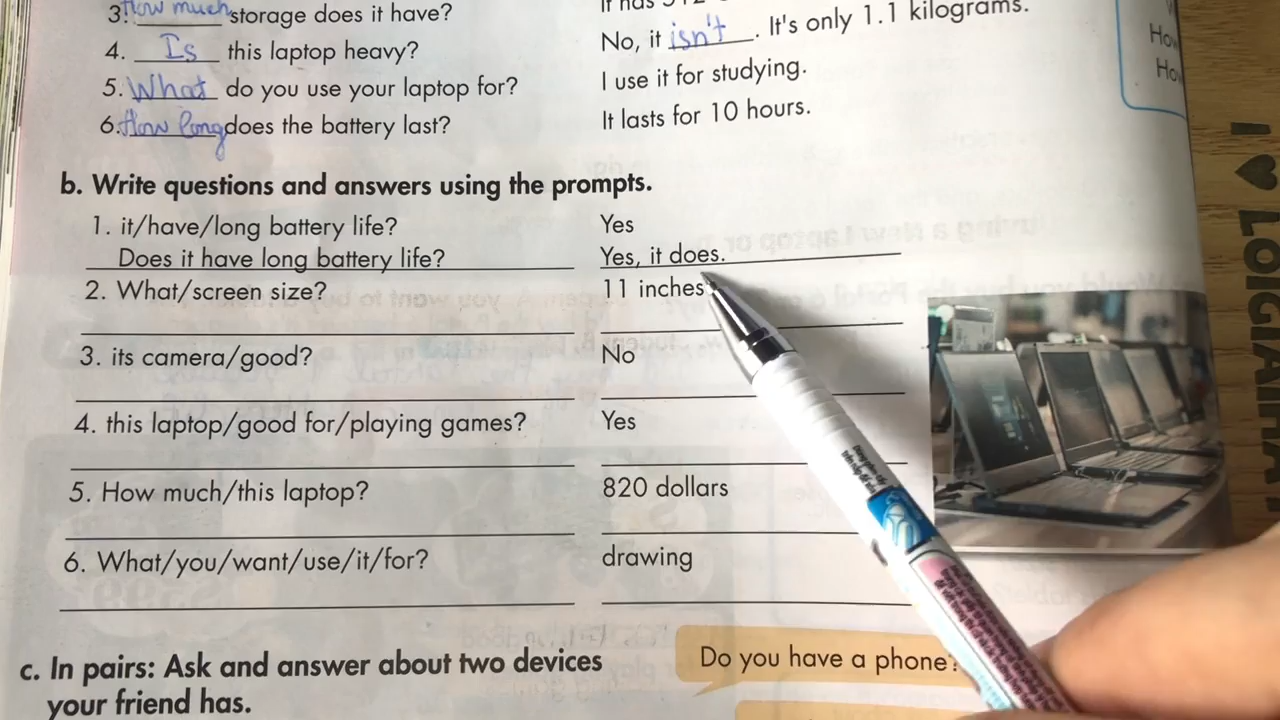 3. How much storage does it have?
4. Is this laptop heavy? No, it isn't. It's only 1.1 kilograms.
5. What do you use your laptop for? I use it for studying.
6. How long does the battery last? It lasts for 10 hours.
How
How
b. Write questions and answers using the prompts.
1. it/have/long battery life? Yes
Does it have long battery life? Yes, it does.
2. What/screen size? 11 inches
3. its camera/good? No
4. this laptop/good for/playing games? Yes
5. How much/this laptop? 820 dollars
6. What/you/want/use/it/for? drawing
c. In pairs: Ask and answer about two devices
your friend has.
Do you have a phone?